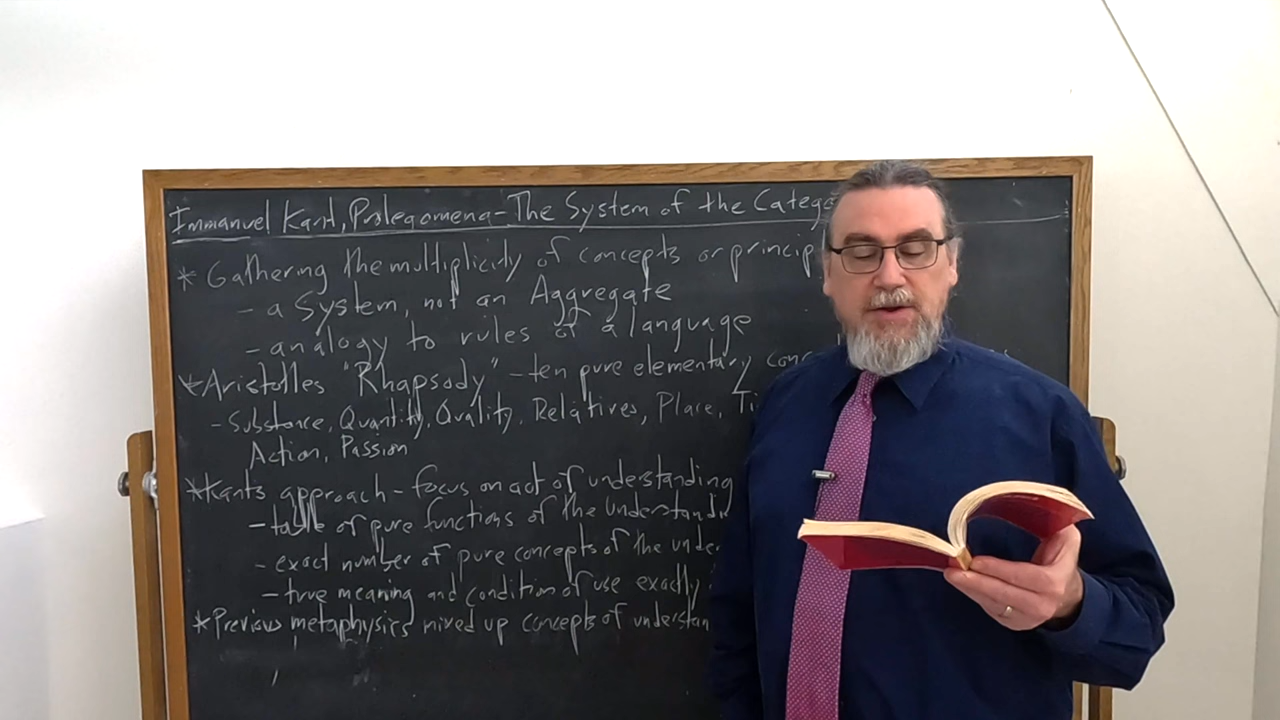 Immanuel Kant, Prolegomena - The System of the Catego
* Gathering the multiplicity of concepts or princip
- a System, not an Aggregate
- analogy to rules of a language
* Aristotles "Rhapsody" - ten pure elementary conc
- Substance, Quantity, Quality, Relatives, Place, Ti
Action, Passion
* Kants approach - focus on act of understanding
- table of pure functions of the understandi
- exact number of pure concepts of the under
- true meaning and condition of use exactly
* Previous metaphysics mixed up concepts of understan